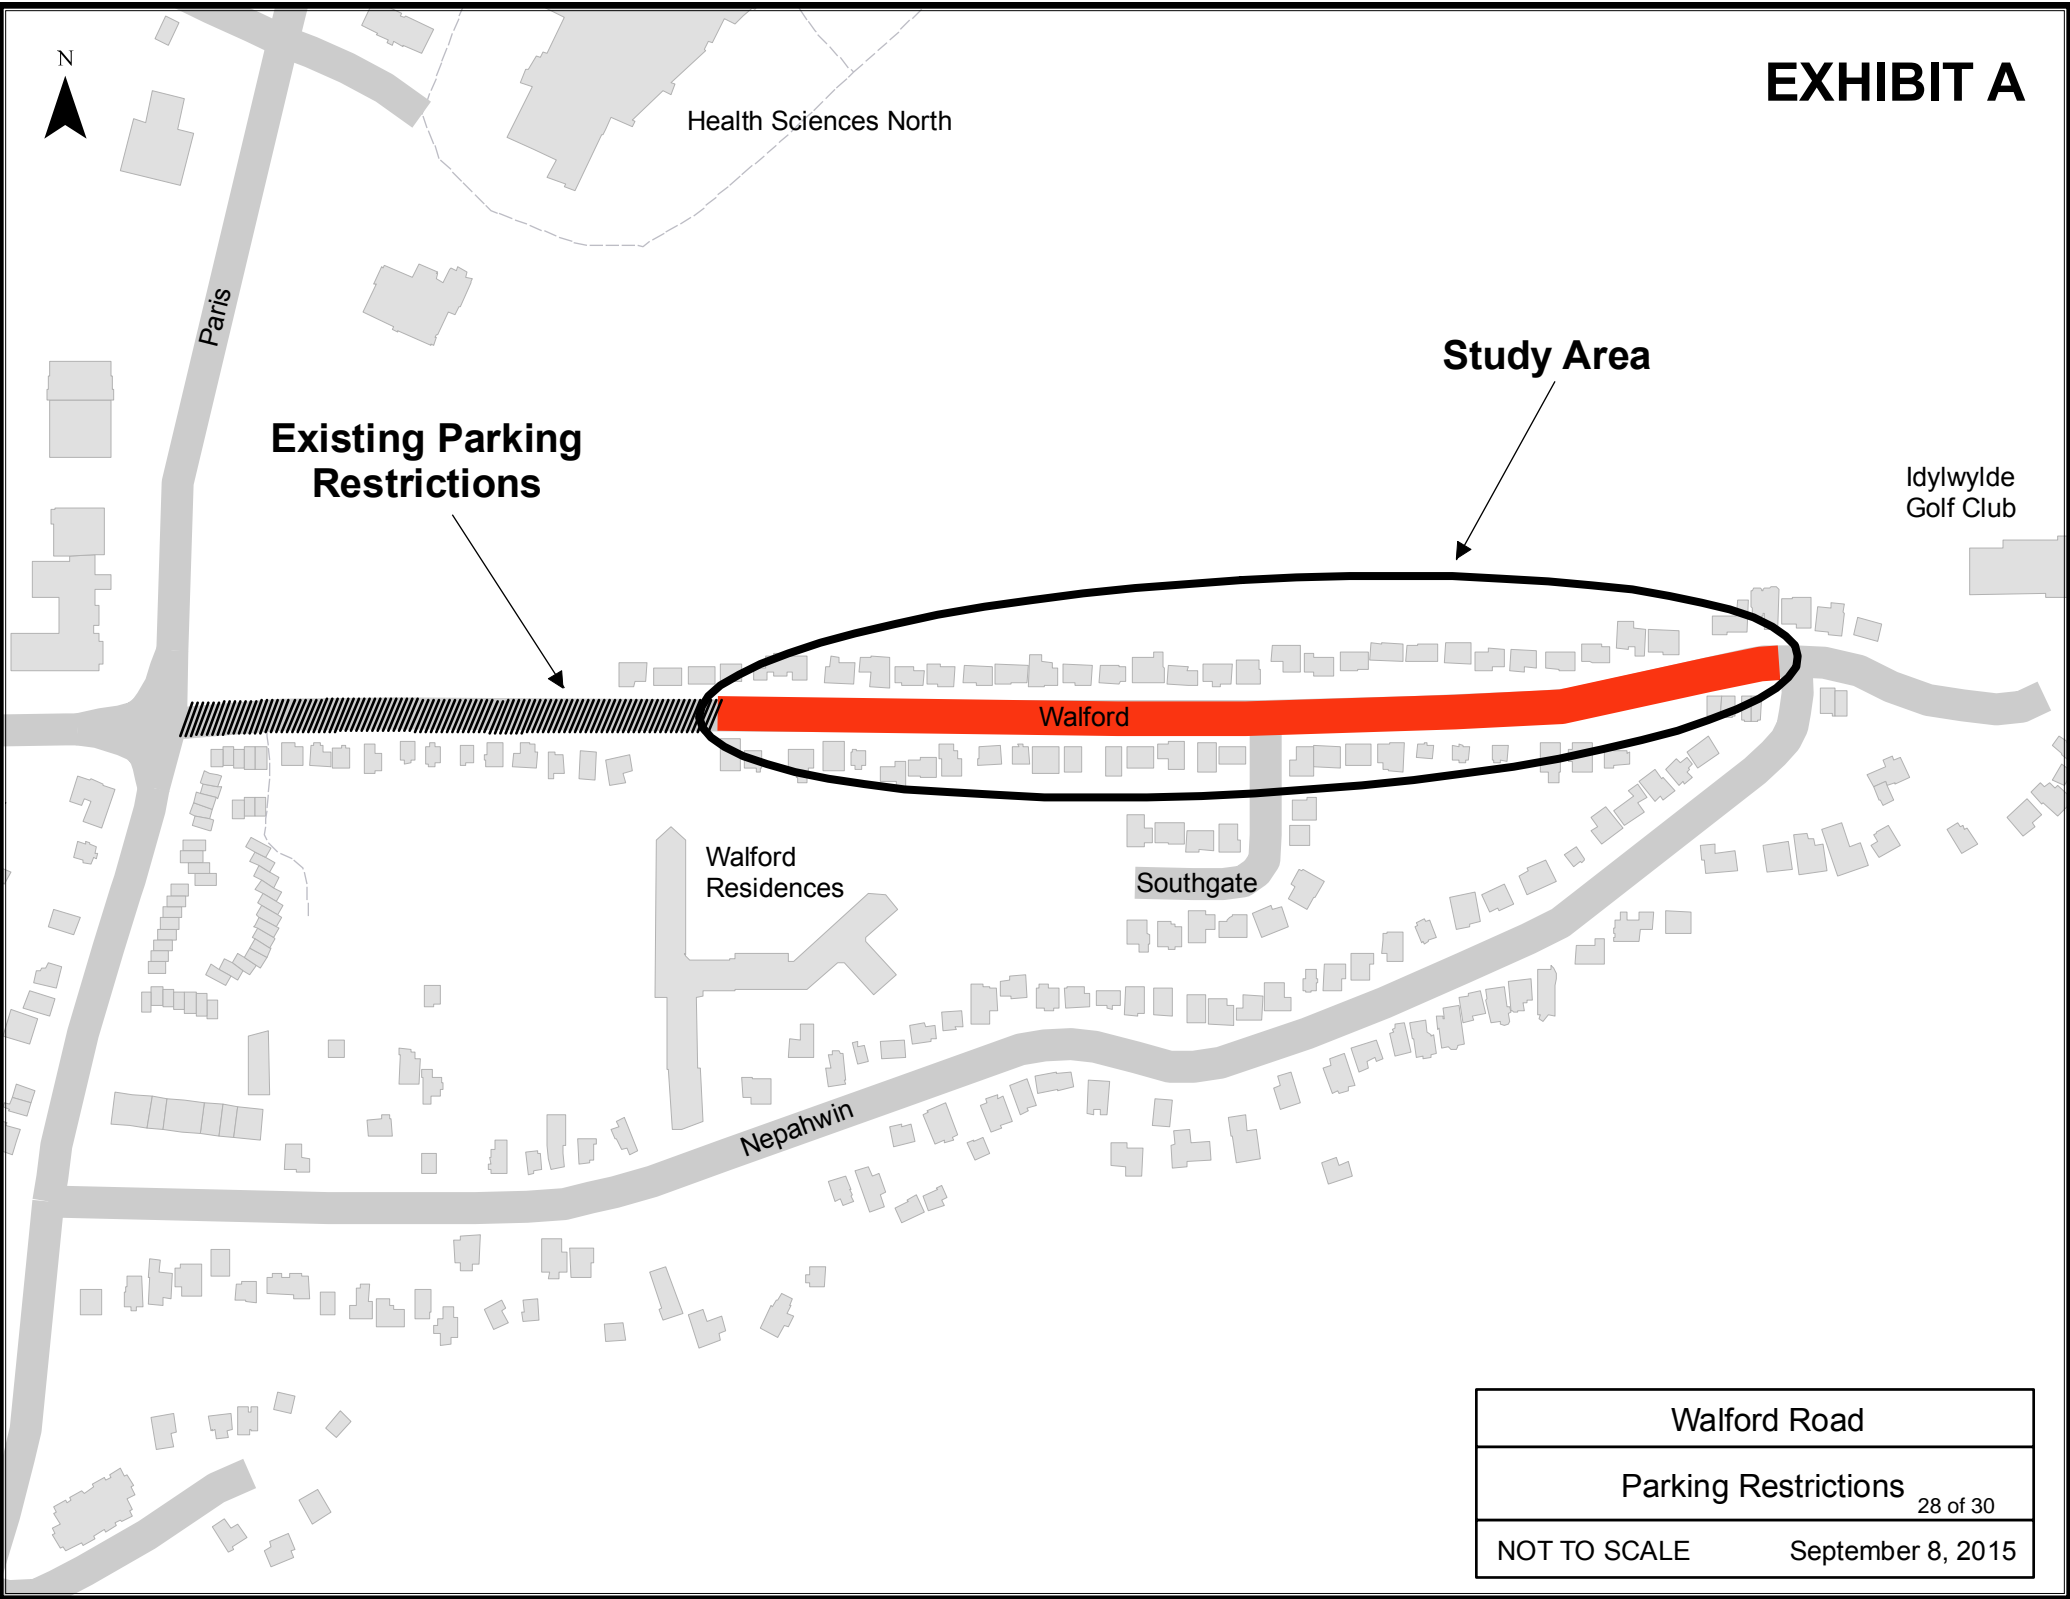 EXHIBIT A
N
Health Sciences North
Paris
Study Area
Existing Parking
Restrictions
Idylwylde
Golf Club
Walford
Walford
Residences
Southgate
Nepahwin
Walford Road
Parking Restrictions
28 of 30
NOT TO SCALE September 8, 2015